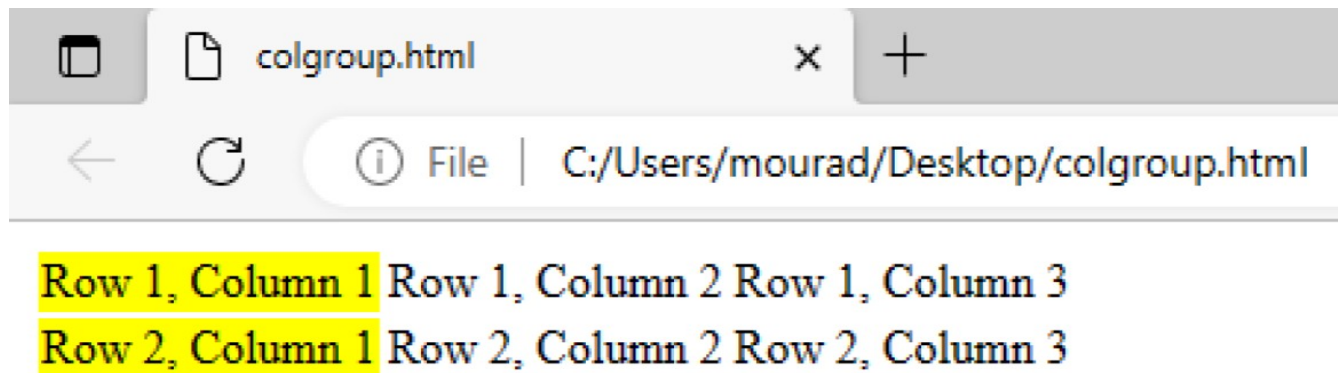 colgroup.html
File C:/Users/mourad/Desktop/colgroup.html
Row 1, Column 1 Row 1, Column 2 Row 1, Column 3
Row 2, Column 1 Row 2, Column 2 Row 2, Column 3